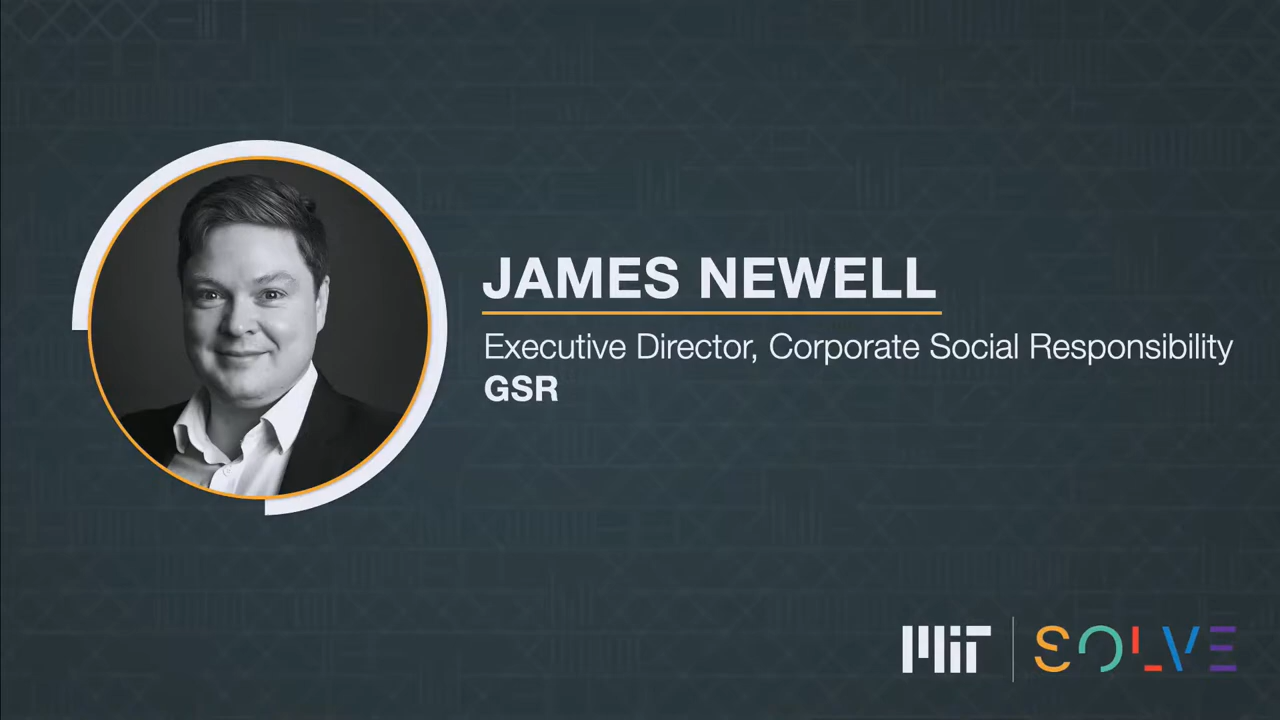 JAMES NEWELL
Executive Director, Corporate Social Responsibility
GSR
MIT SOLVE